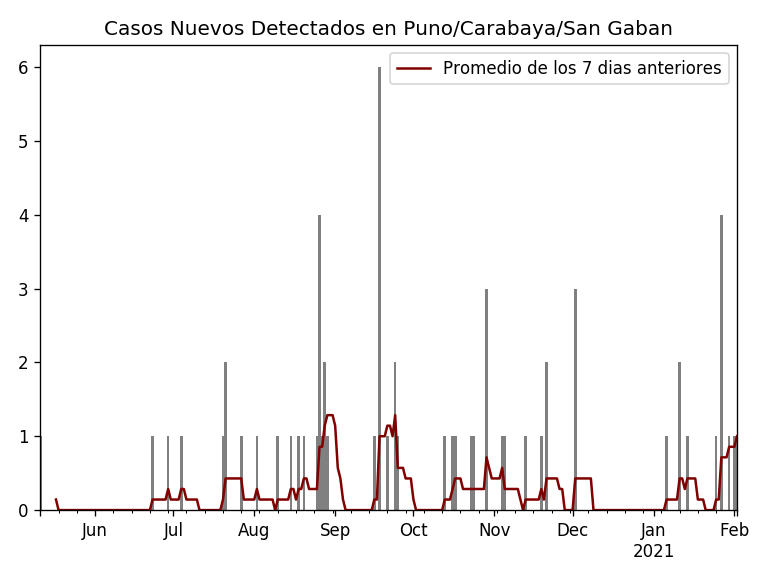 Casos Nuevos Detectados en Puno/Carabaya/San Gaban
Promedio de los 7 dias anteriores
6
5
4
3
2
1
0
Jun Jul Aug Sep Oct Nov Dec Jan Feb
2021